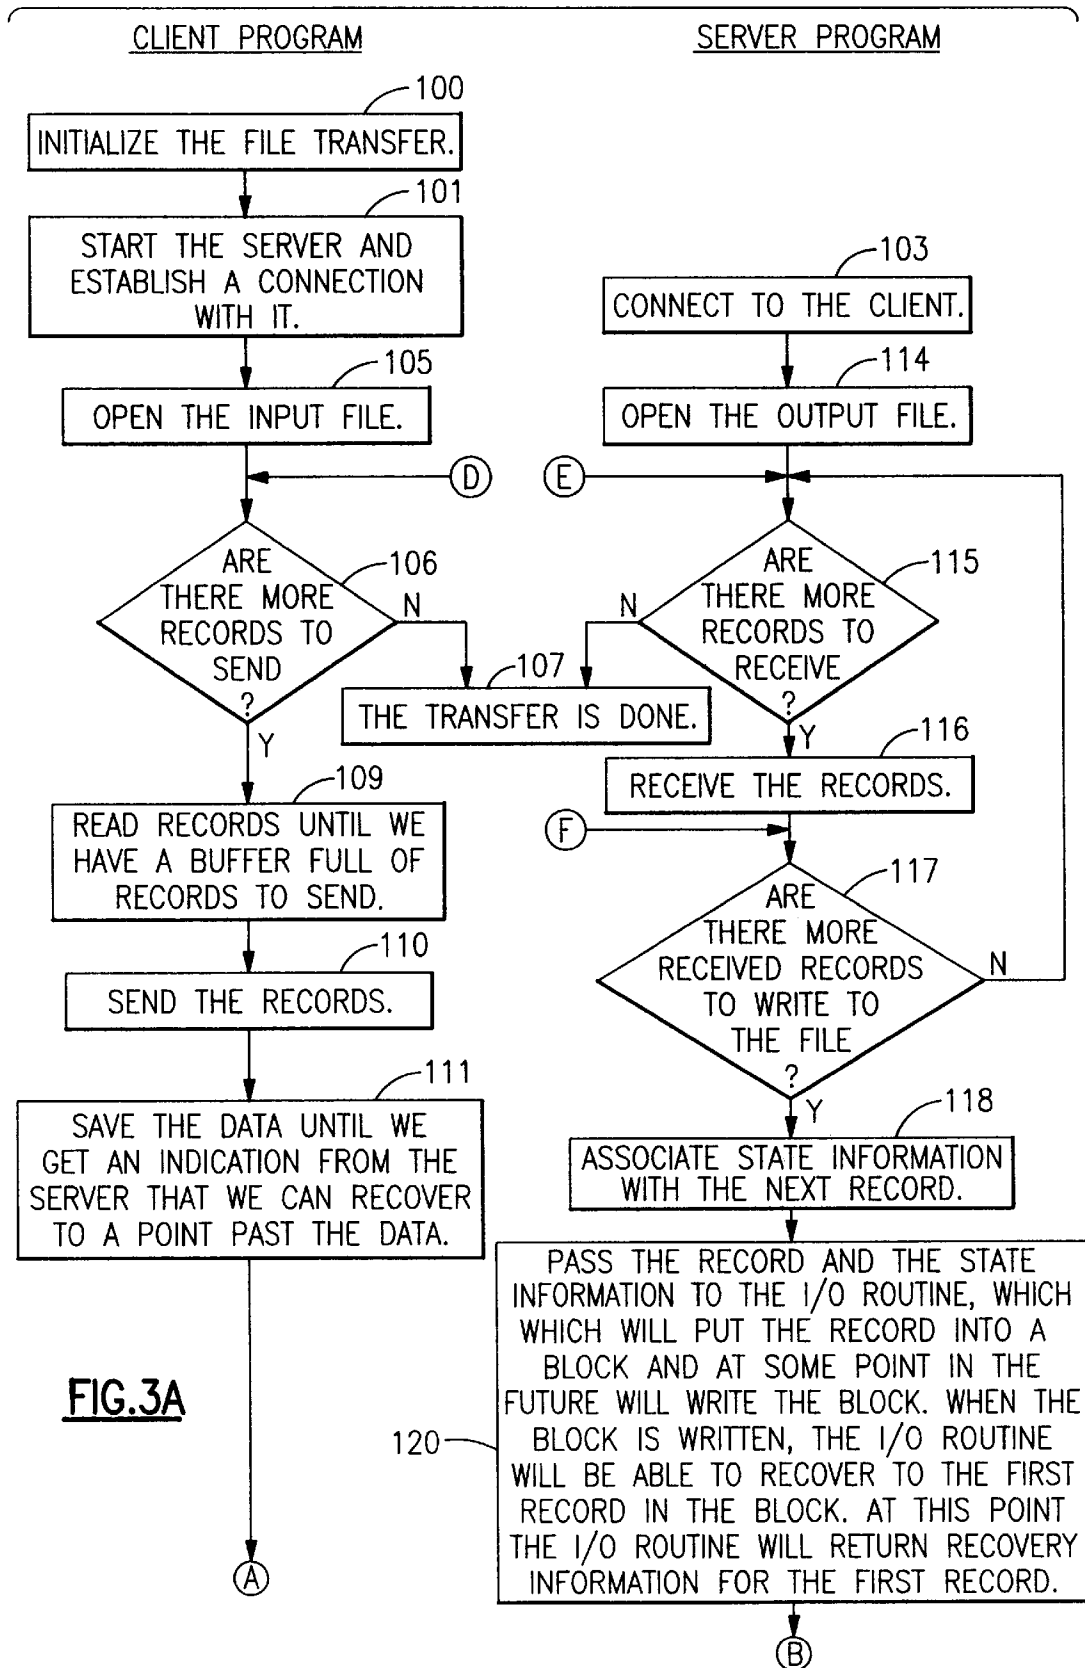 CLIENT PROGRAM
100
INITIALIZE THE FILE TRANSFER.
101
START THE SERVER AND
ESTABLISH A CONNECTION
WITH IT.
105
OPEN THE INPUT FILE.
D
ARE
THERE MORE
RECORDS TO
SEND
?
106
N
Y
107
THE TRANSFER IS DONE.
109
READ RECORDS UNTIL WE
HAVE A BUFFER FULL OF
RECORDS TO SEND.
110
SEND THE RECORDS.
111
SAVE THE DATA UNTIL WE
GET AN INDICATION FROM THE
SERVER THAT WE CAN RECOVER
TO A POINT PAST THE DATA.
A
FIG.3A
SERVER PROGRAM
103
CONNECT TO THE CLIENT.
114
OPEN THE OUTPUT FILE.
E
ARE
THERE MORE
RECORDS TO
RECEIVE
?
115
N
Y
116
RECEIVE THE RECORDS.
F
117
ARE
THERE MORE
RECEIVED RECORDS
TO WRITE TO
THE FILE
?
N
Y
118
ASSOCIATE STATE INFORMATION
WITH THE NEXT RECORD.
120
PASS THE RECORD AND THE STATE
INFORMATION TO THE I/O ROUTINE, WHICH
WHICH WILL PUT THE RECORD INTO A
BLOCK AND AT SOME POINT IN THE
FUTURE WILL WRITE THE BLOCK. WHEN THE
BLOCK IS WRITTEN, THE I/O ROUTINE
WILL BE ABLE TO RECOVER TO THE FIRST
RECORD IN THE BLOCK. AT THIS POINT
THE I/O ROUTINE WILL RETURN RECOVERY
INFORMATION FOR THE FIRST RECORD.
B